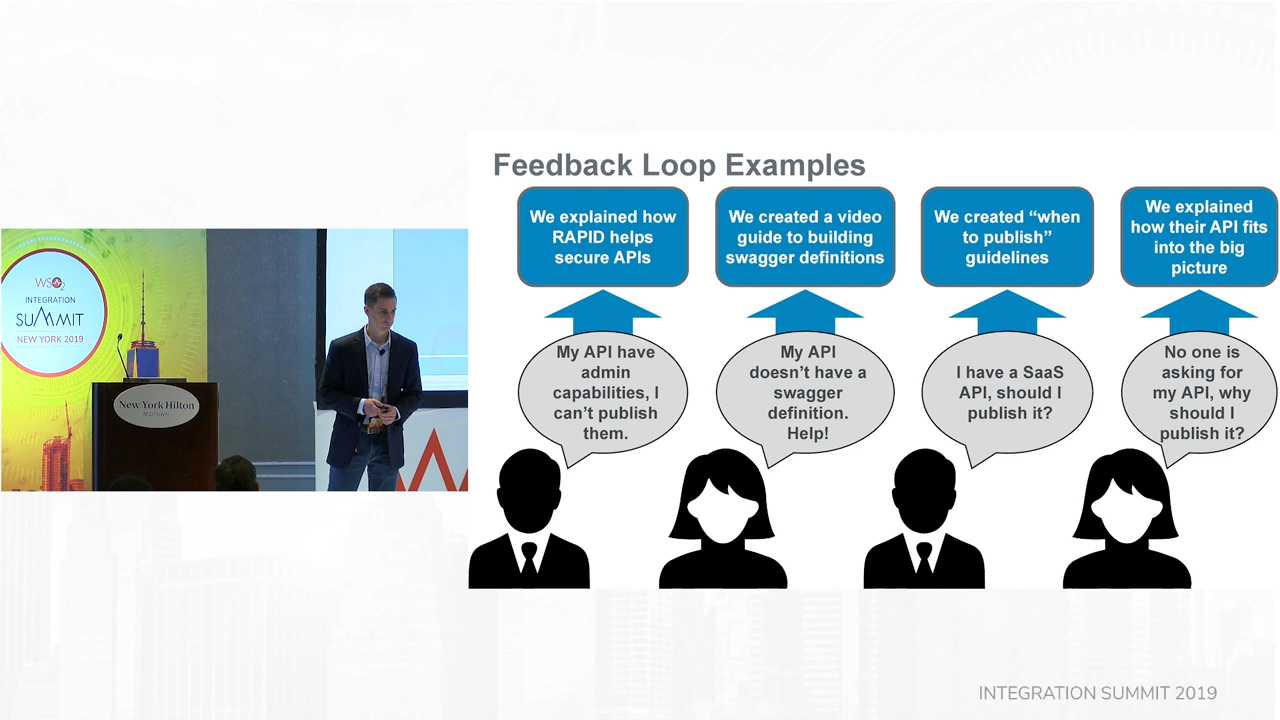 Feedback Loop Examples
We explained how
RAPID helps
secure APIs
We created a video
guide to building
swagger definitions
We created “when
to publish”
guidelines
We explained
how their API fits
into the big
picture
My API have
admin
capabilities, I
can’t publish
them.
My API
doesn’t have a
swagger
definition.
Help!
I have a SaaS
API, should I
publish it?
No one is
asking for
my API, why
should I
publish it?
WSO2
INTEGRATION
SUMMIT
NEW YORK 2019
New York Hilton
MIDTOWN
INTEGRATION SUMMIT 2019